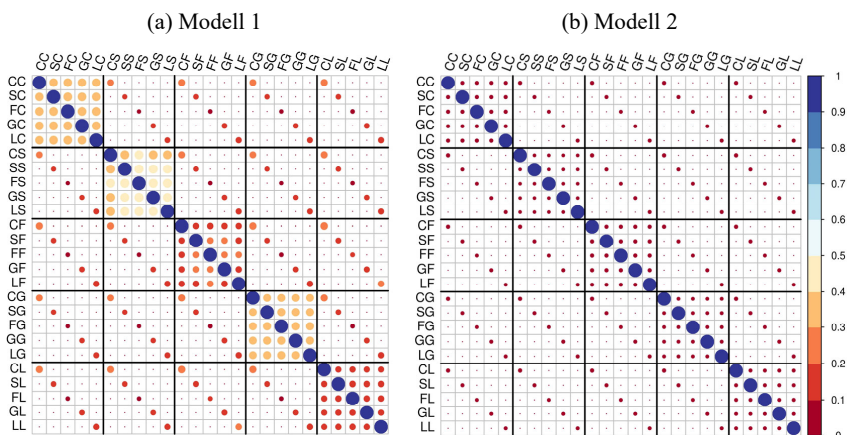 (a) Modell 1
(b) Modell 2
CC SC FC GC LC CS SS FS GS LS CF SF FF GF LF CG SG FG GG LG CL SL FL GL LL
CC
SC
FC
GC
LC
CS
SS
FS
GS
LS
CF
SF
FF
GF
LF
CG
SG
FG
GG
LG
CL
SL
FL
GL
LL
CC SC FC GC LC CS SS FS GS LS CF SF FF GF LF CG SG FG GG LG CL SL FL GL LL
CC
SC
FC
GC
LC
CS
SS
FS
GS
LS
CF
SF
FF
GF
LF
CG
SG
FG
GG
LG
CL
SL
FL
GL
LL
1
0.9
0.8
0.7
0.6
0.5
0.4
0.3
0.2
0.1
0